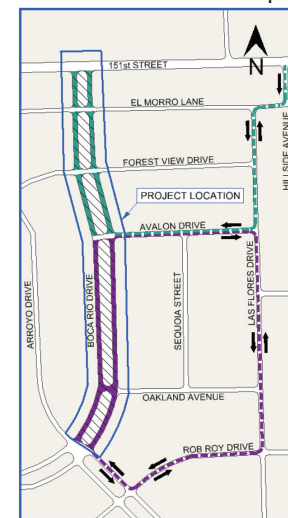 151st STREET
N
EL MORRO LANE
HILLSIDE AVENUE
FOREST VIEW DRIVE
PROJECT LOCATION
AVALON DRIVE
ARROYO DRIVE
BOCA RIO DRIVE
SEQUOIA STREET
LAS FLORES DRIVE
OAKLAND AVENUE
ROB ROY DRIVE